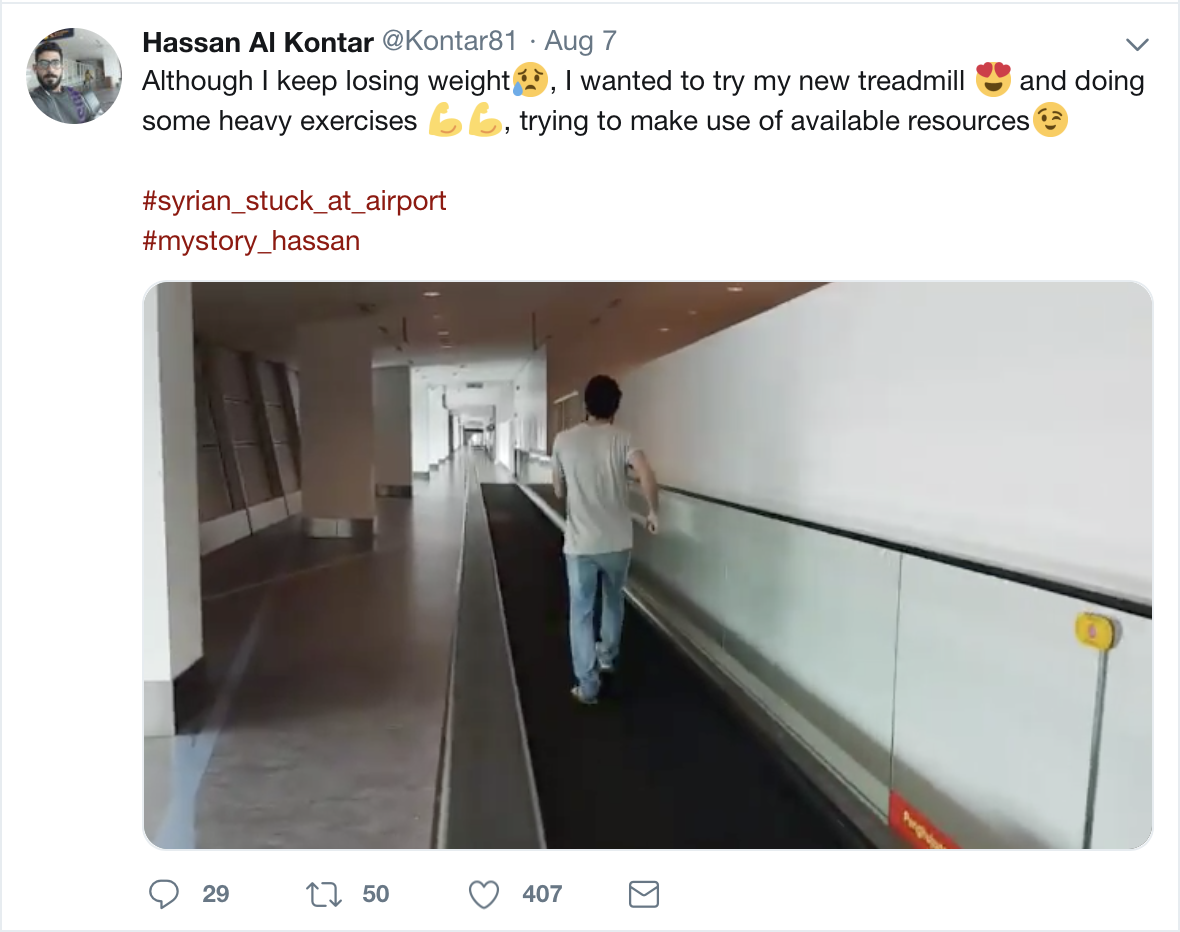 Hassan Al Kontar @Kontar81 · Aug 7
Although I keep losing weight😥, I wanted to try my new treadmill 😍 and doing
some heavy exercises 💪💪, trying to make use of available resources😉
#syrian_stuck_at_airport
#mystory_hassan
29 50 407